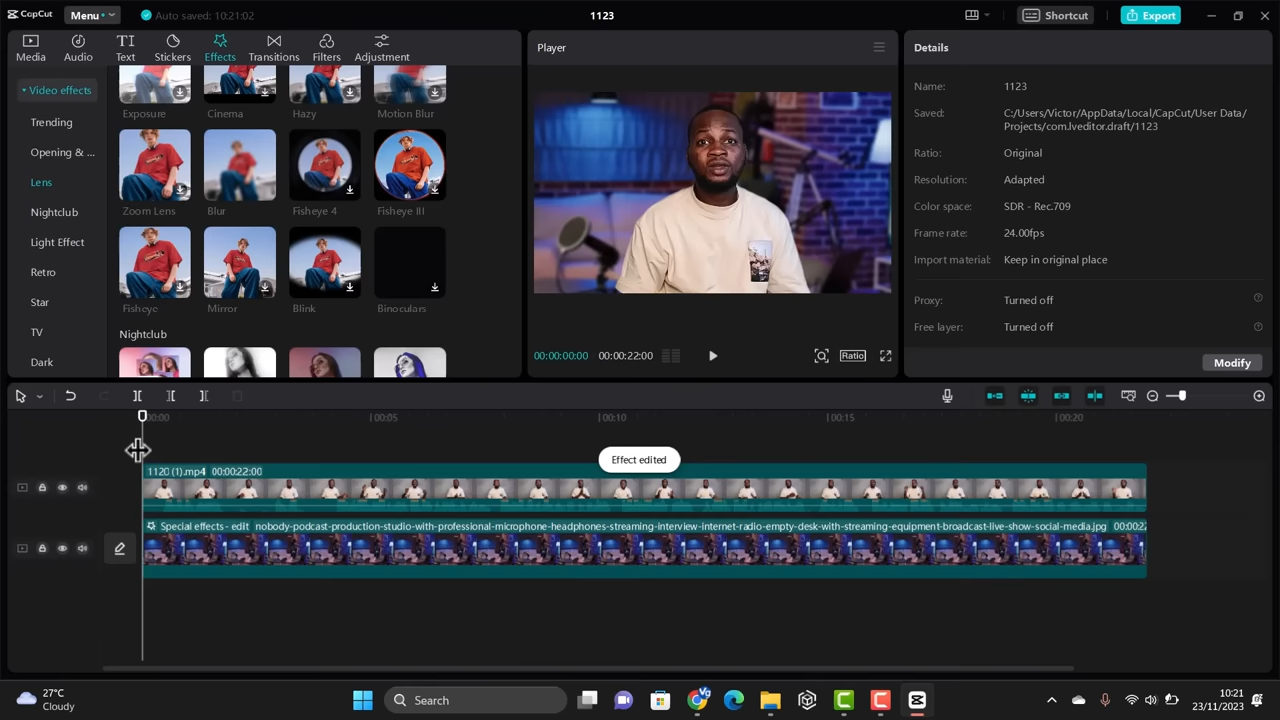 CapCut
Menu
Auto saved: 10:21:02
1123
Shortcut
Export
Media
Audio
Text
Stickers
Effects
Transitions
Filters
Adjustment
Player
Details
Video effects
Trending
Opening & ...
Lens
Nightclub
Light Effect
Retro
Star
TV
Dark
Exposure
Cinema
Hazy
Motion Blur
Zoom Lens
Blur
Fisheye 4
Fisheye III
Fisheye
Mirror
Blink
Binoculars
Nightclub
00:00:00:00
00:00:22:00
Ratio
Name: 1123
Saved: C:/Users/Victor/AppData/Local/CapCut/User Data/
Projects/com.lveditor.draft/1123
Ratio: Original
Resolution: Adapted
Color space: SDR - Rec.709
Frame rate: 24.00fps
Import material: Keep in original place
Proxy: Turned off
Free layer: Turned off
Modify
00:00
00:05
00:10
00:15
00:20
Effect edited
1120 (1).mp4 00:00:22:00
Special effects - edit nobody-podcast-production-studio-with-professional-microphone-headphones-streaming-interview-internet-radio-empty-desk-with-streaming-equipment-broadcast-live-show-social-media.jpg 00:00:22
27°C
Cloudy
Search
Vg
10:21
23/11/2023